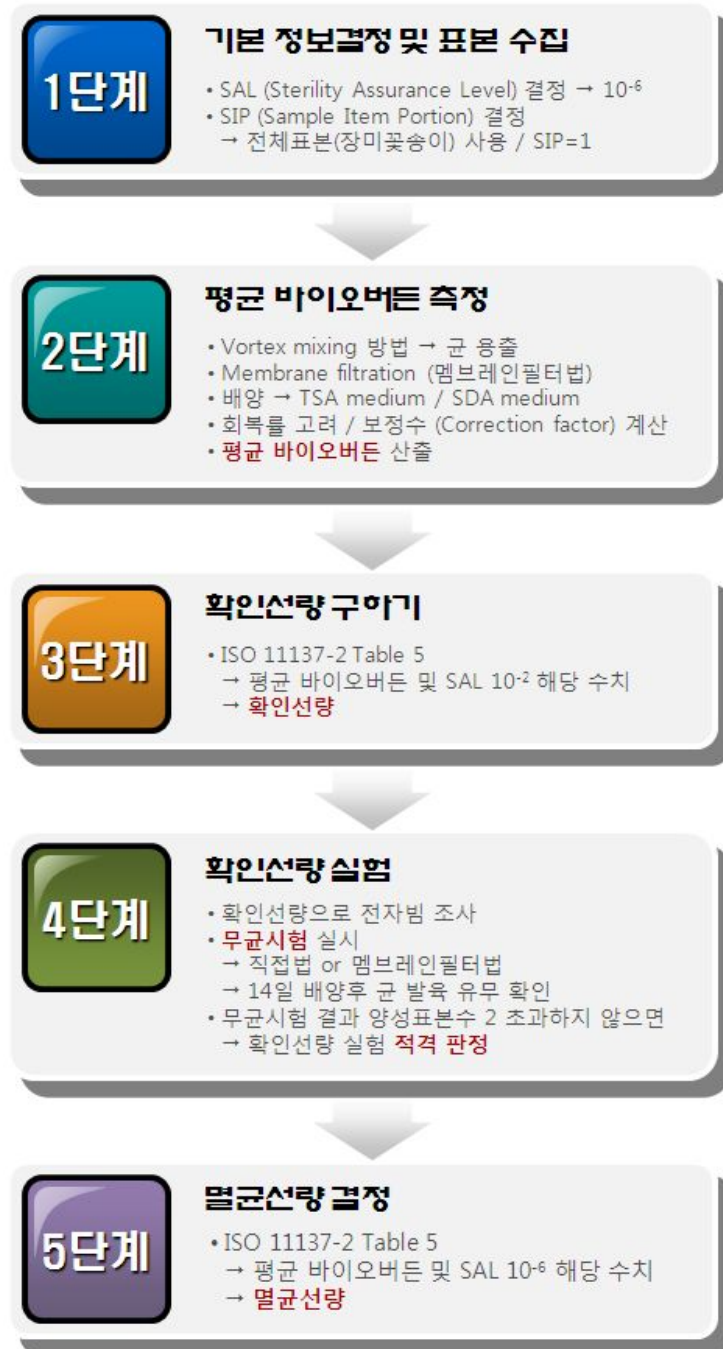 1단계
기본 정보결정 및 표본 수집
• SAL (Sterility Assurance Level) 결정 → 10⁻⁶
• SIP (Sample Item Portion) 결정
→ 전체표본(장미꽃송이) 사용 / SIP=1
2단계
평균 바이오버든 측정
• Vortex mixing 방법 → 균 용출
• Membrane filtration (멤브레인필터법)
• 배양 → TSA medium / SDA medium
• 회복률 고려 / 보정수 (Correction factor) 계산
• 평균 바이오버든 산출
3단계
확인선량 구하기
• ISO 11137-2 Table 5
→ 평균 바이오버든 및 SAL 10⁻² 해당 수치
→ 확인선량
4단계
확인선량 실험
• 확인선량으로 전자빔 조사
• 무균시험 실시
→ 직접법 or 멤브레인필터법
→ 14일 배양후 균 발육 유무 확인
• 무균시험 결과 양성표본수 2 초과하지 않으면
→ 확인선량 실험 적격 판정
5단계
멸균선량 결정
• ISO 11137-2 Table 5
→ 평균 바이오버든 및 SAL 10⁻⁶ 해당 수치
→ 멸균선량